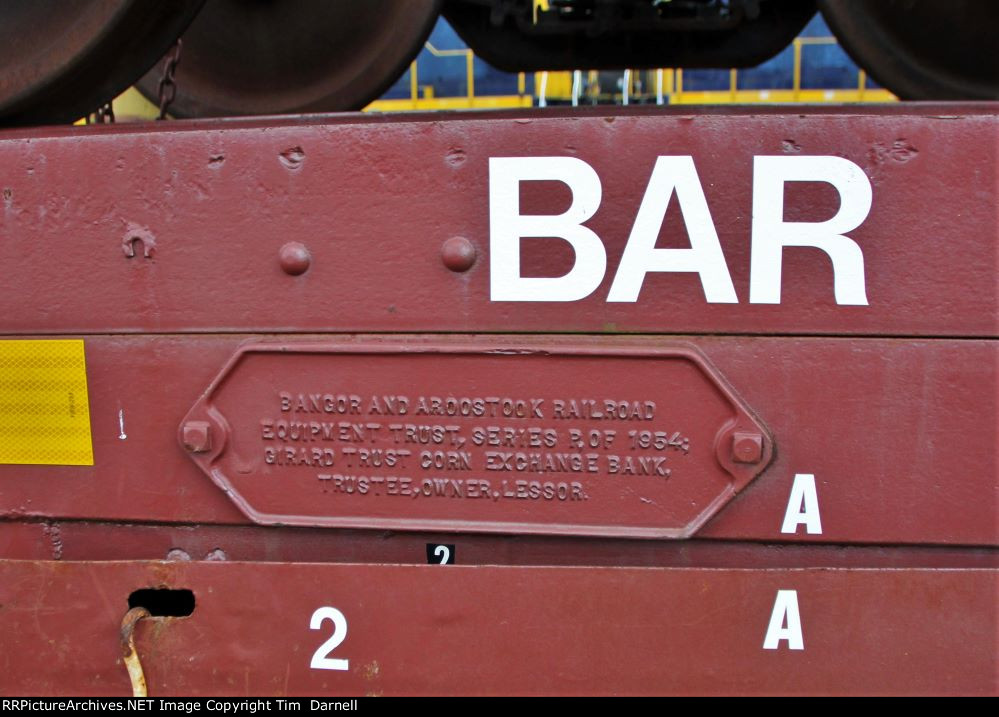 BAR
BANGOR AND AROOSTOOK RAILROAD
EQUIPMENT TRUST, SERIES P, OF 1954;
GIRARD TRUST CORN EXCHANGE BANK,
TRUSTEE, OWNER, LESSOR.
A
2
2
A
RRPictureArchives.NET Image Copyright Tim Darnell